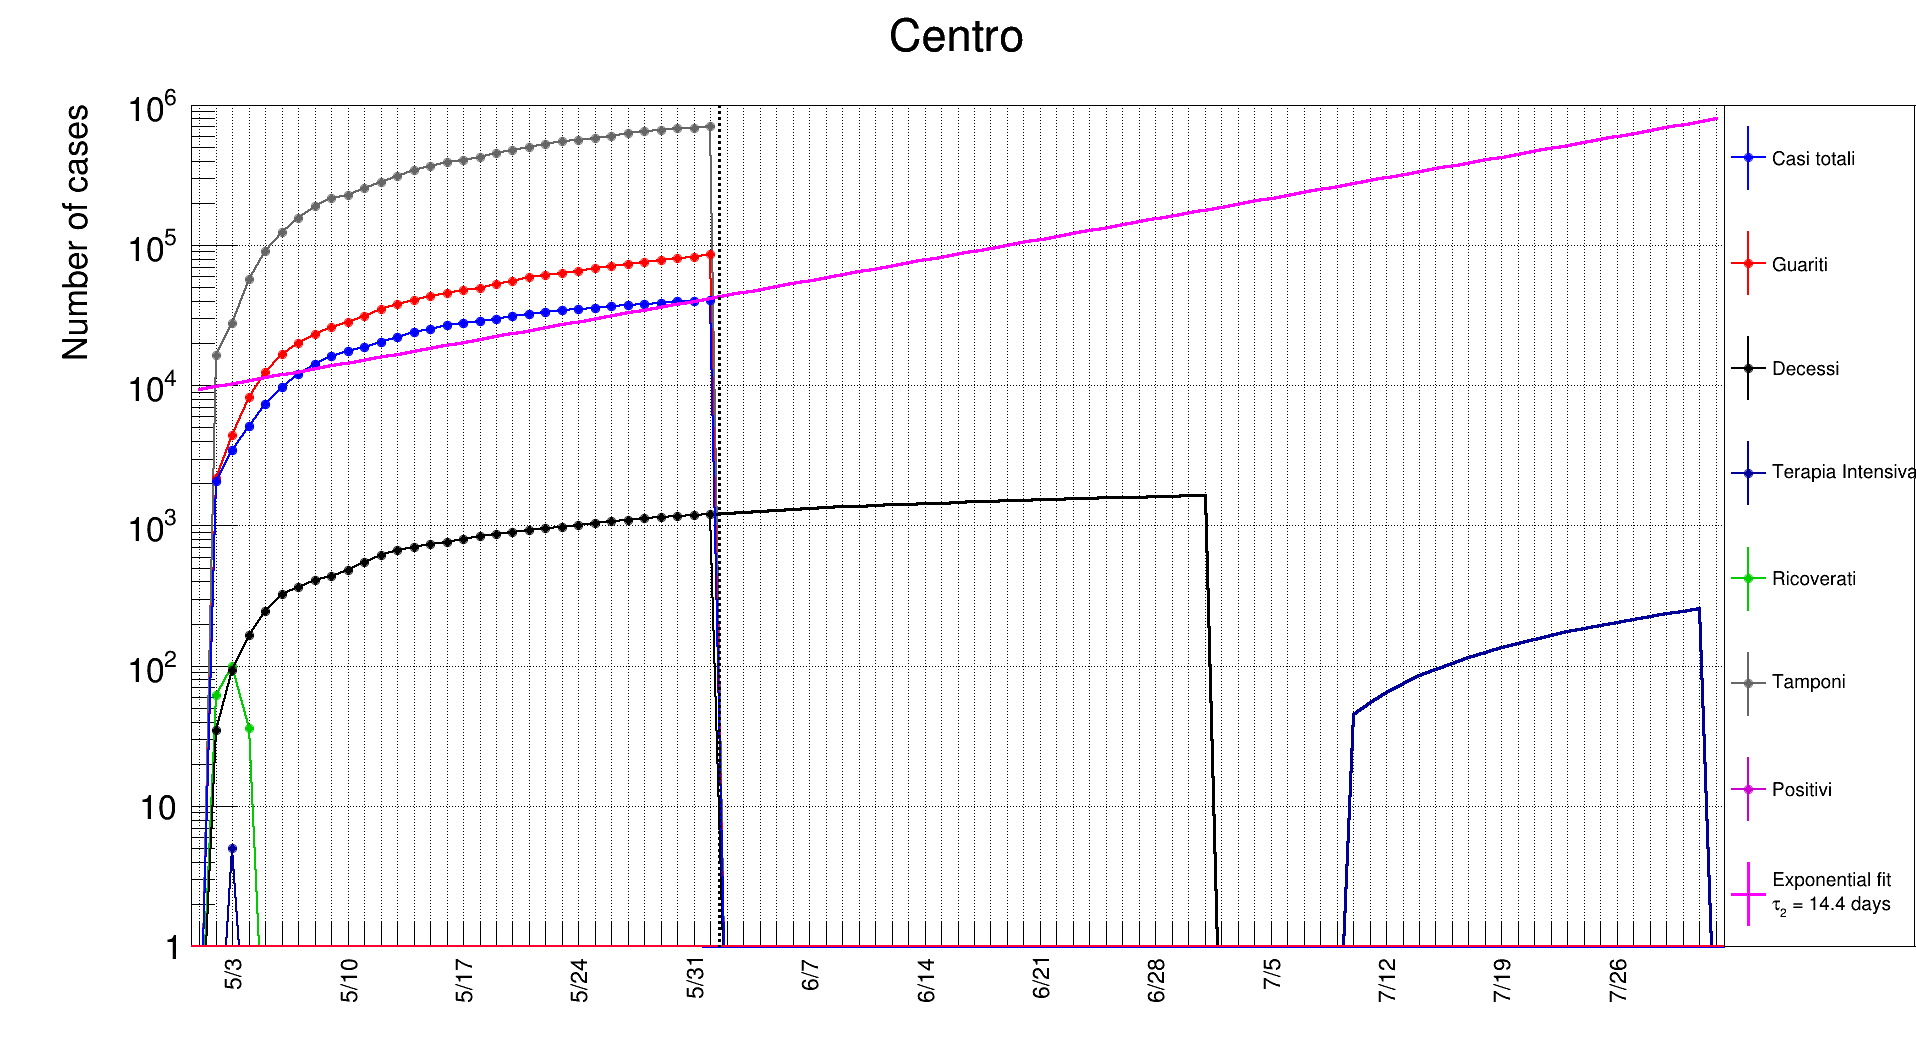 Centro
Number of cases
10^6
10^5
10^4
10^3
10^2
10
1
5/3
5/10
5/17
5/24
5/31
6/7
6/14
6/21
6/28
7/5
7/12
7/19
7/26
Casi totali
Guariti
Decessi
Terapia Intensiva
Ricoverati
Tamponi
Positivi
Exponential fit
τ₂ = 14.4 days